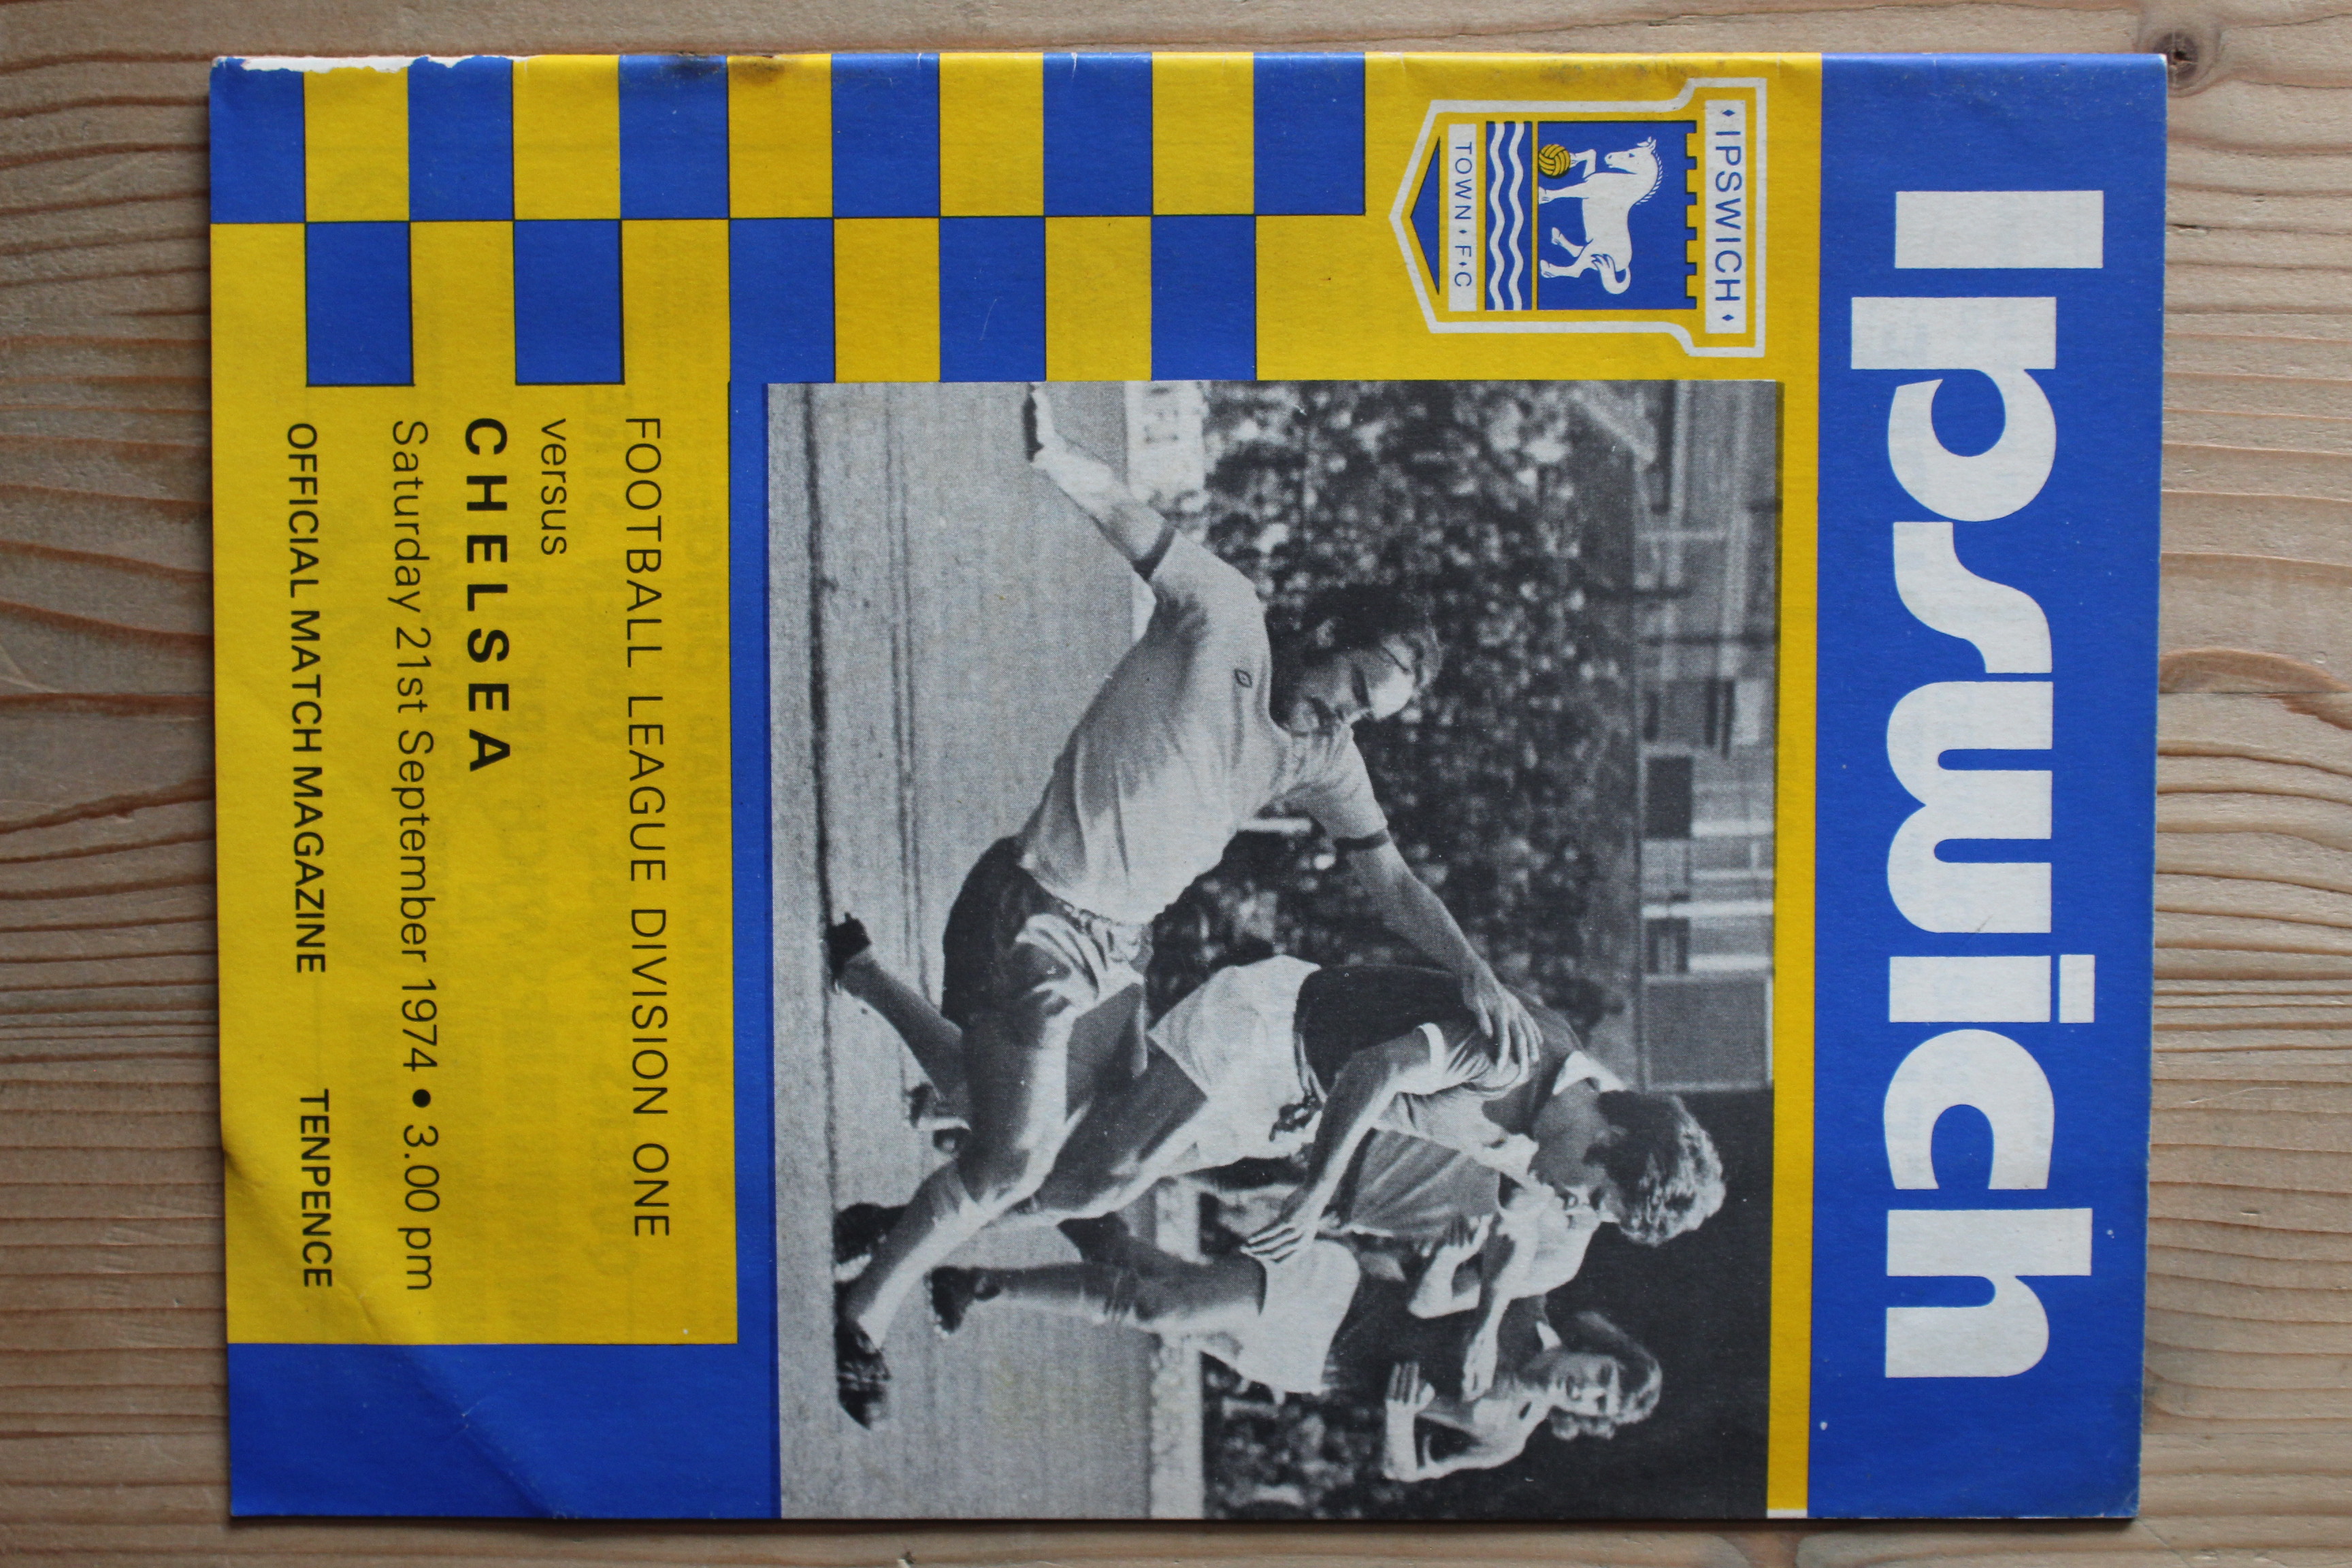 Ipswich
IPSWICH
TOWN • F • C
FOOTBALL LEAGUE DIVISION ONE
versus
CHELSEA
Saturday 21st September 1974 • 3.00 pm
OFFICIAL MATCH MAGAZINE TENPENCE